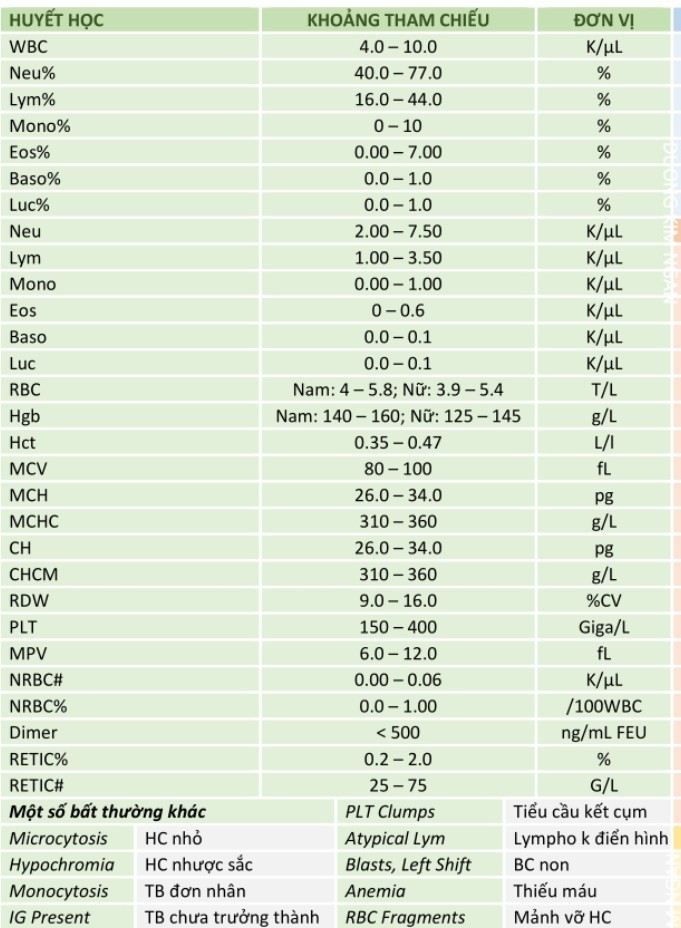 HUYẾT HỌC KHOẢNG THAM CHIẾU ĐƠN VỊ
WBC 4.0 – 10.0 K/µL
Neu% 40.0 – 77.0 %
Lym% 16.0 – 44.0 %
Mono% 0 – 10 %
Eos% 0.00 – 7.00 %
Baso% 0.0 – 1.0 %
Luc% 0.0 – 1.0 %
Neu 2.00 – 7.50 K/µL
Lym 1.00 – 3.50 K/µL
Mono 0.00 – 1.00 K/µL
Eos 0 – 0.6 K/µL
Baso 0.0 – 0.1 K/µL
Luc 0.0 – 0.1 K/µL
RBC Nam: 4 – 5.8; Nữ: 3.9 – 5.4 T/L
Hgb Nam: 140 – 160; Nữ: 125 – 145 g/L
Hct 0.35 – 0.47 L/l
MCV 80 – 100 fL
MCH 26.0 – 34.0 pg
MCHC 310 – 360 g/L
CH 26.0 – 34.0 pg
CHCM 310 – 360 g/L
RDW 9.0 – 16.0 %CV
PLT 150 – 400 Giga/L
MPV 6.0 – 12.0 fL
NRBC# 0.00 – 0.06 K/µL
NRBC% 0.0 – 1.00 /100WBC
Dimer < 500 ng/mL FEU
RETIC% 0.2 – 2.0 %
RETIC# 25 – 75 G/L
Một số bất thường khác PLT Clumps Tiểu cầu kết cụm
Microcytosis HC nhỏ Atypical Lym Lympho k điển hình
Hypochromia HC nhược sắc Blasts, Left Shift BC non
Monocytosis TB đơn nhân Anemia Thiếu máu
IG Present TB chưa trưởng thành RBC Fragments Mảnh vỡ HC